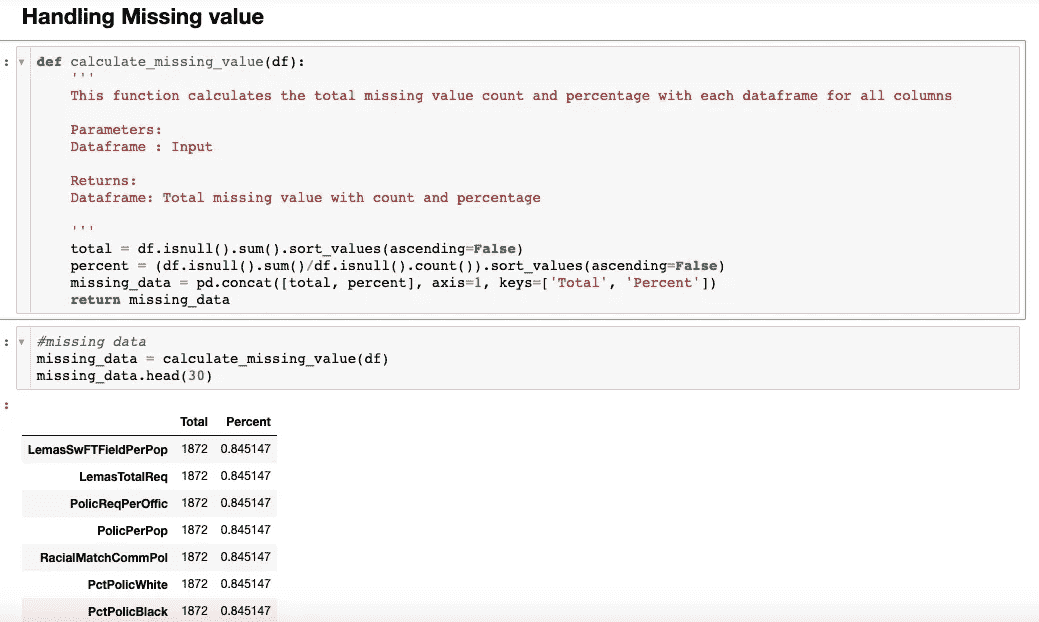 Handling Missing value
: ▾ def calculate_missing_value(df):
'''
This function calculates the total missing value count and percentage with each dataframe for all columns
Parameters:
Dataframe : Input
Returns:
Dataframe: Total missing value with count and percentage
'''
total = df.isnull().sum().sort_values(ascending=False)
percent = (df.isnull().sum()/df.isnull().count()).sort_values(ascending=False)
missing_data = pd.concat([total, percent], axis=1, keys=['Total', 'Percent'])
return missing_data
: ▾ #missing data
missing_data = calculate_missing_value(df)
missing_data.head(30)
:
Total Percent
LemasSwFTFieldPerPop 1872 0.845147
LemasTotalReq 1872 0.845147
PolicReqPerOffic 1872 0.845147
PolicPerPop 1872 0.845147
RacialMatchCommPol 1872 0.845147
PctPolicWhite 1872 0.845147
PctPolicBlack 1872 0.845147